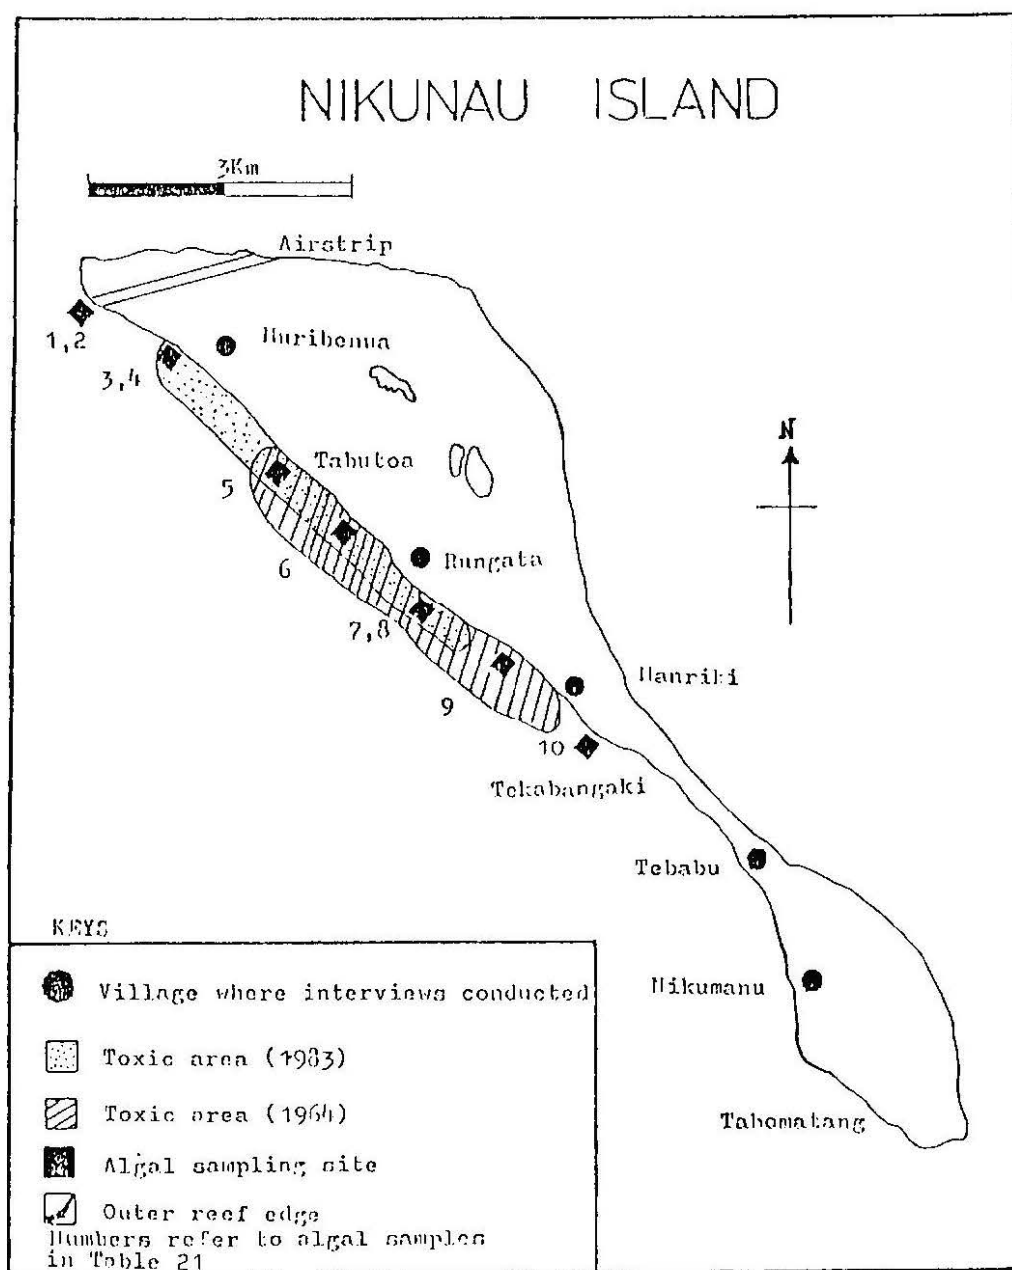 NIKUNAU ISLAND
3Km
Airstrip
1,2
Muribenua
3,4
Tabutoa
5
N
6
Rungata
7,8
Manriki
9
10
Tekabangaki
Tebabu
KEYS
Nikumanu
Village where interviews conducted
Toxic area (1983)
Toxic area (1964)
Tabomatang
Algal sampling site
Outer reef edge
Numbers refer to algal samples
in Table 21